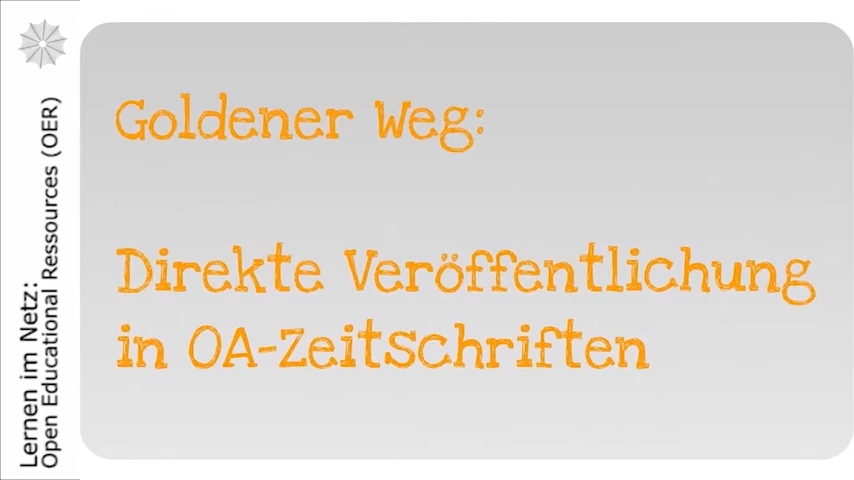 Lernen im Netz:
Open Educational Ressources (OER)
Goldener Weg:
Direkte Veröffentlichung
in OA-Zeitschriften